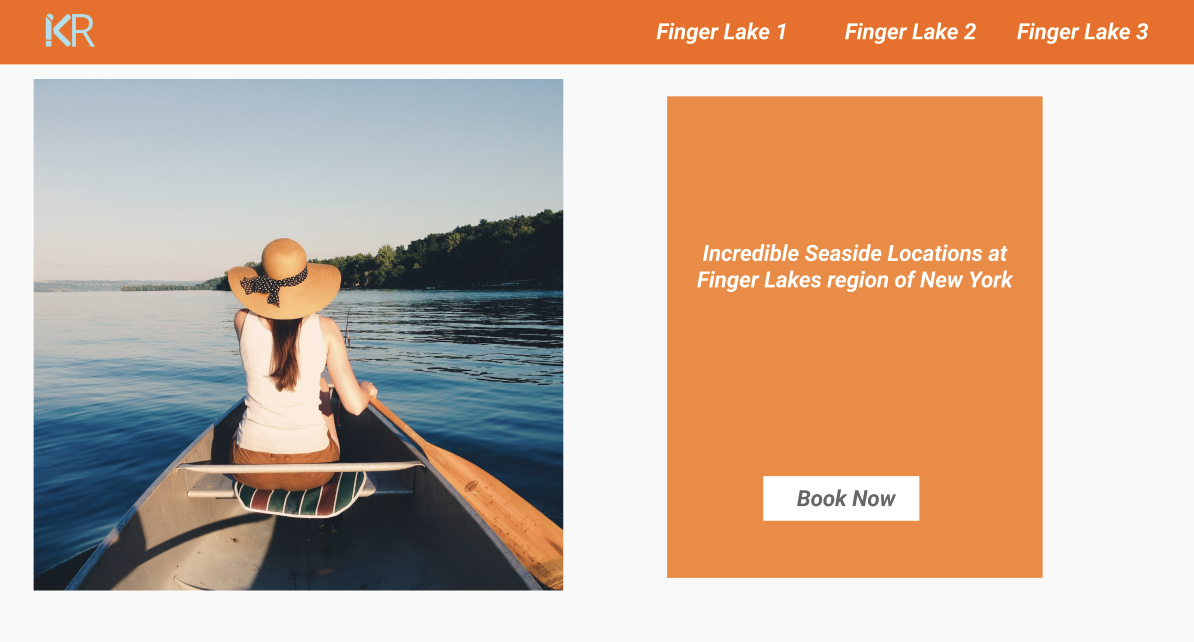 iKR
Finger Lake 1
Finger Lake 2
Finger Lake 3
Incredible Seaside Locations at
Finger Lakes region of New York
Book Now